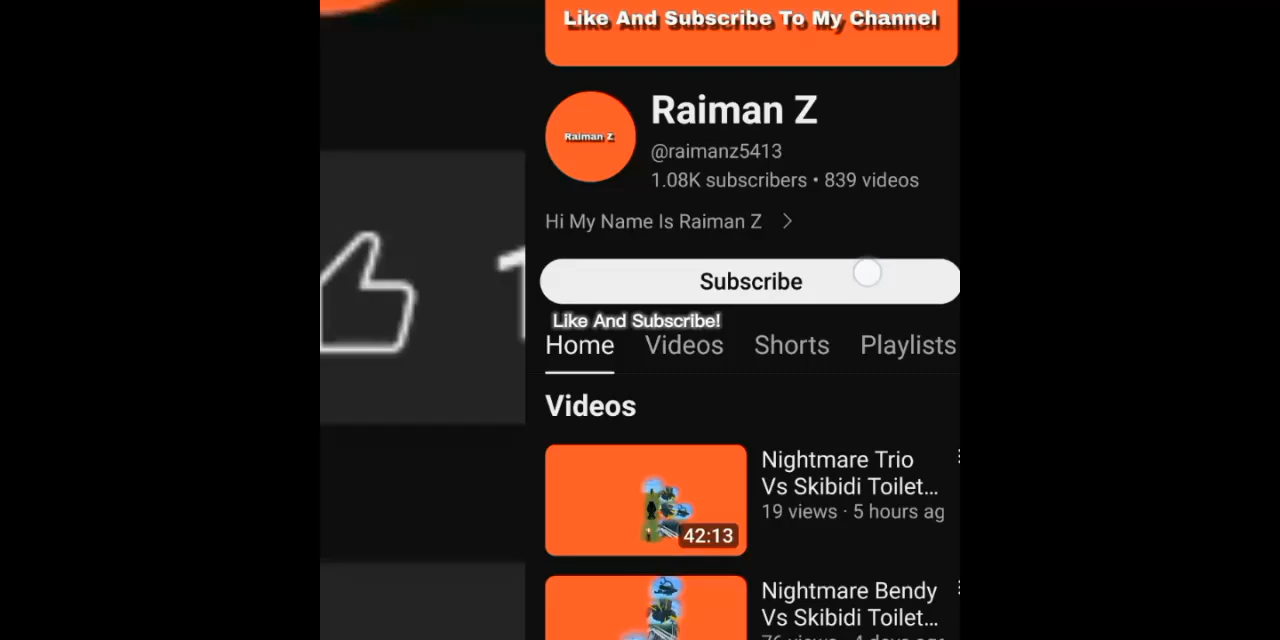 Like And Subscribe To My Channel
Raiman Z
Raiman Z
@raimanz5413
1.08K subscribers • 839 videos
Hi My Name Is Raiman Z
Subscribe
Like And Subscribe!
Home Videos Shorts Playlists
Videos
Nightmare Trio
Vs Skibidi Toilet...
19 views · 5 hours ag
42:13
Nightmare Bendy
Vs Skibidi Toilet...